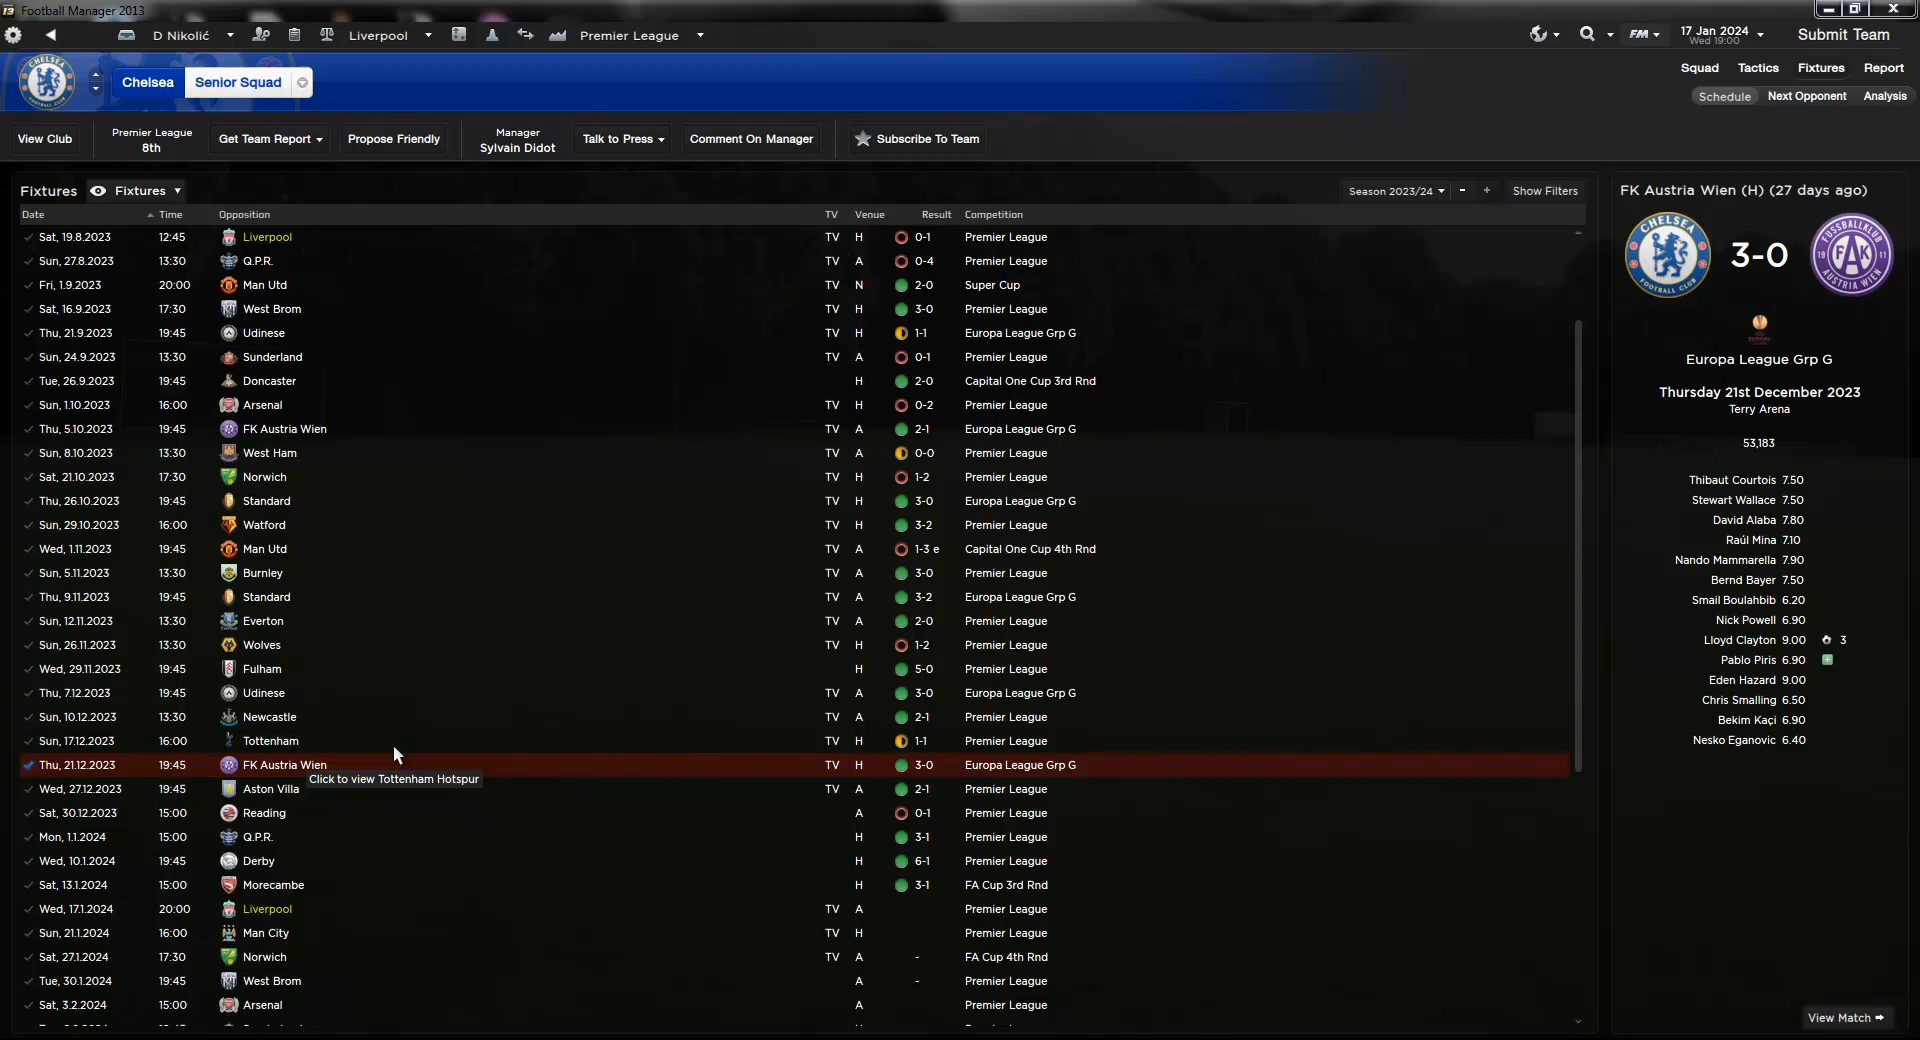 Football Manager 2013
D Nikolić Liverpool Premier League FM 17 Jan 2024 Wed 19:00 Submit Team
Chelsea Senior Squad Squad Tactics Fixtures Report
Schedule Next Opponent Analysis
View Club Premier League 8th Get Team Report Propose Friendly Manager Sylvain Didot Talk to Press Comment On Manager Subscribe To Team
Fixtures Fixtures Season 2023/24 - + Show Filters
Date Time Opposition TV Venue Result Competition
Sat, 19.8.2023 12:45 Liverpool TV H 0-1 Premier League
Sun, 27.8.2023 13:30 Q.P.R. TV A 0-4 Premier League
Fri, 1.9.2023 20:00 Man Utd TV N 2-0 Super Cup
Sat, 16.9.2023 17:30 West Brom TV H 3-0 Premier League
Thu, 21.9.2023 19:45 Udinese TV H 1-1 Europa League Grp G
Sun, 24.9.2023 13:30 Sunderland TV A 0-1 Premier League
Tue, 26.9.2023 19:45 Doncaster H 2-0 Capital One Cup 3rd Rnd
Sun, 1.10.2023 16:00 Arsenal TV H 0-2 Premier League
Thu, 5.10.2023 19:45 FK Austria Wien TV A 2-1 Europa League Grp G
Sun, 8.10.2023 13:30 West Ham TV A 0-0 Premier League
Sat, 21.10.2023 17:30 Norwich TV H 1-2 Premier League
Thu, 26.10.2023 19:45 Standard TV H 3-0 Europa League Grp G
Sun, 29.10.2023 16:00 Watford TV H 3-2 Premier League
Wed, 1.11.2023 19:45 Man Utd TV A 1-3 e Capital One Cup 4th Rnd
Sun, 5.11.2023 13:30 Burnley TV A 3-0 Premier League
Thu, 9.11.2023 19:45 Standard TV A 3-2 Europa League Grp G
Sun, 12.11.2023 13:30 Everton TV A 2-0 Premier League
Sun, 26.11.2023 13:30 Wolves TV H 1-2 Premier League
Wed, 29.11.2023 19:45 Fulham H 5-0 Premier League
Thu, 7.12.2023 19:45 Udinese TV A 3-0 Europa League Grp G
Sun, 10.12.2023 13:30 Newcastle TV A 2-1 Premier League
Sun, 17.12.2023 16:00 Tottenham TV H 1-1 Premier League
Thu, 21.12.2023 19:45 FK Austria Wien TV H 3-0 Europa League Grp G
Click to view Tottenham Hotspur
Wed, 27.12.2023 19:45 Aston Villa TV A 2-1 Premier League
Sat, 30.12.2023 15:00 Reading A 0-1 Premier League
Mon, 1.1.2024 15:00 Q.P.R. H 3-1 Premier League
Wed, 10.1.2024 19:45 Derby H 6-1 Premier League
Sat, 13.1.2024 15:00 Morecambe H 3-1 FA Cup 3rd Rnd
Wed, 17.1.2024 20:00 Liverpool TV A Premier League
Sun, 21.1.2024 16:00 Man City TV H Premier League
Sat, 27.1.2024 17:30 Norwich TV A - FA Cup 4th Rnd
Tue, 30.1.2024 19:45 West Brom A - Premier League
Sat, 3.2.2024 15:00 Arsenal A Premier League
FK Austria Wien (H) (27 days ago)
CHELSEA FOOTBALL CLUB 3-0 FUSSBALLKLUB 19 FAK 11 AUSTRIA WIEN
Europa League Grp G
Thursday 21st December 2023
Terry Arena
53,183
Thibaut Courtois 7.50
Stewart Wallace 7.50
David Alaba 7.80
Raúl Mina 7.10
Nando Mammarella 7.90
Bernd Bayer 7.50
Smail Boulahbib 6.20
Nick Powell 6.90
Lloyd Clayton 9.00 3
Pablo Piris 6.90
Eden Hazard 9.00
Chris Smalling 6.50
Bekim Kaçi 6.90
Nesko Eganovic 6.40
View Match